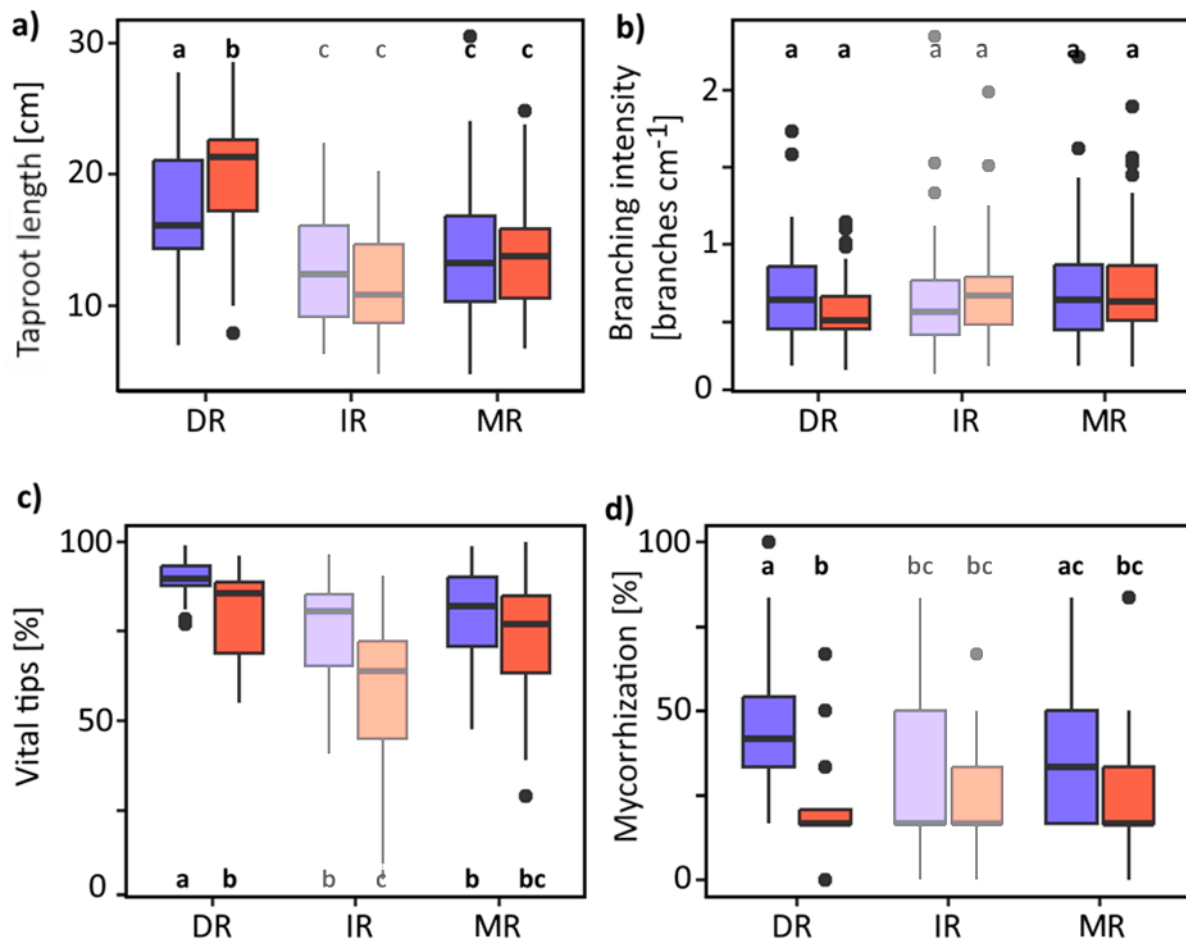 a)
Taproot length [cm]
30
20
10
a b c c c c
DR IR MR
b)
Branching intensity
[branches cm⁻¹]
2
1
0
a a a a a a
DR IR MR
c)
Vital tips [%]
100
50
0
a b b c b bc
DR IR MR
d)
Mycorrhization [%]
100
50
0
a b bc bc ac bc
DR IR MR